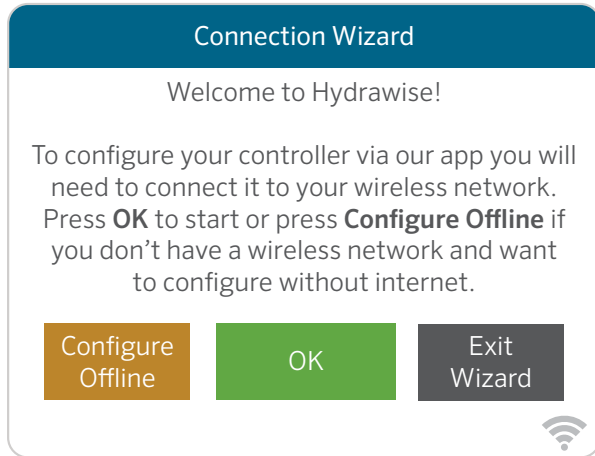 Connection Wizard
Welcome to Hydrawise!
To configure your controller via our app you will
need to connect it to your wireless network.
Press OK to start or press Configure Offline if
you don’t have a wireless network and want
to configure without internet.
Configure
Offline
OK
Exit
Wizard